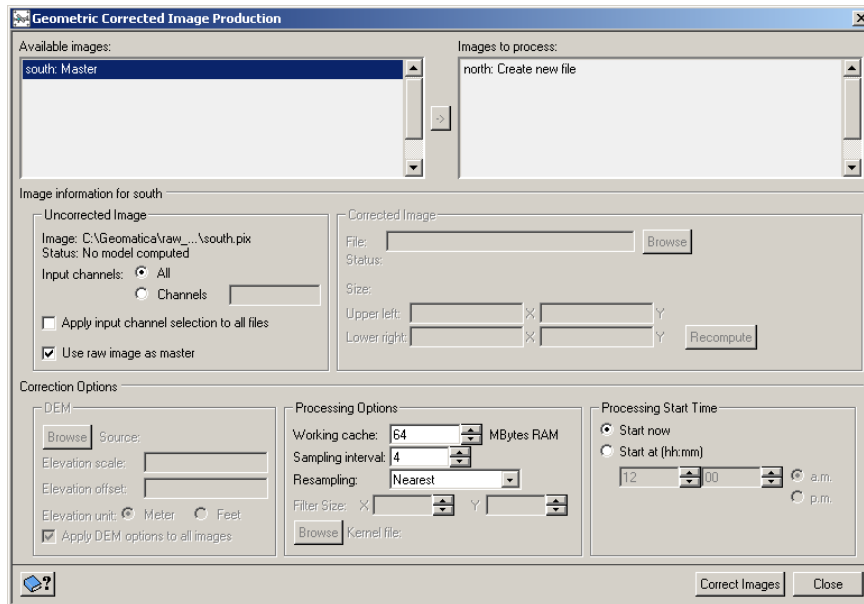 Geometric Corrected Image Production
Available images:
Images to process:
south: Master
north: Create new file
->
Image information for south
Uncorrected Image
Image: C:\Geomatica\raw_...\south.pix
Status: No model computed
Input channels: All
Channels
Apply input channel selection to all files
Use raw image as master
Corrected Image
File: Browse
Status:
Size:
Upper left: X Y
Lower right: X Y Recompute
Correction Options
DEM
Browse Source:
Elevation scale:
Elevation offset:
Elevation unit: Meter Feet
Apply DEM options to all images
Processing Options
Working cache: 64 MBytes RAM
Sampling interval: 4
Resampling: Nearest
Filter Size: X Y
Browse Kernel file:
Processing Start Time
Start now
Start at (hh:mm)
12 :00 a.m.
p.m.
?
Correct Images Close